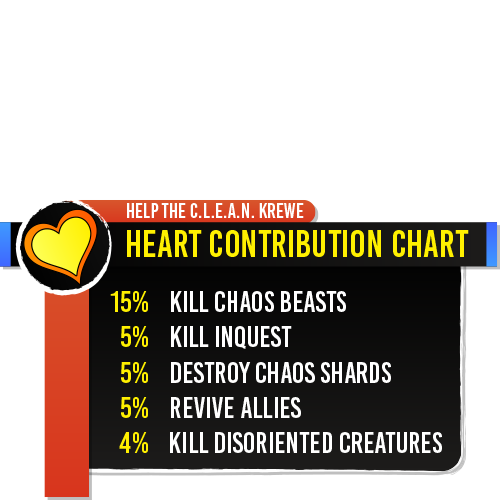 HELP THE C.L.E.A.N. KREWE
HEART CONTRIBUTION CHART
15% KILL CHAOS BEASTS
5% KILL INQUEST
5% DESTROY CHAOS SHARDS
5% REVIVE ALLIES
4% KILL DISORIENTED CREATURES